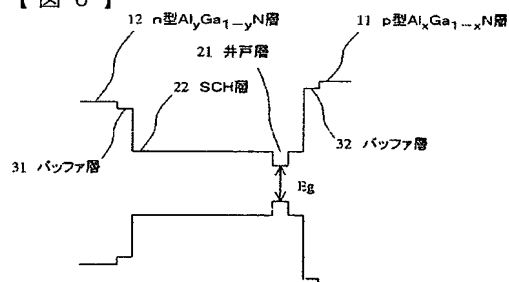 【図6】
12 n型AlyGa1-yN層
11 p型AlxGa1-xN層
21 井戸層
22 SCH層
31 バッファ層
32 バッファ層
Eg